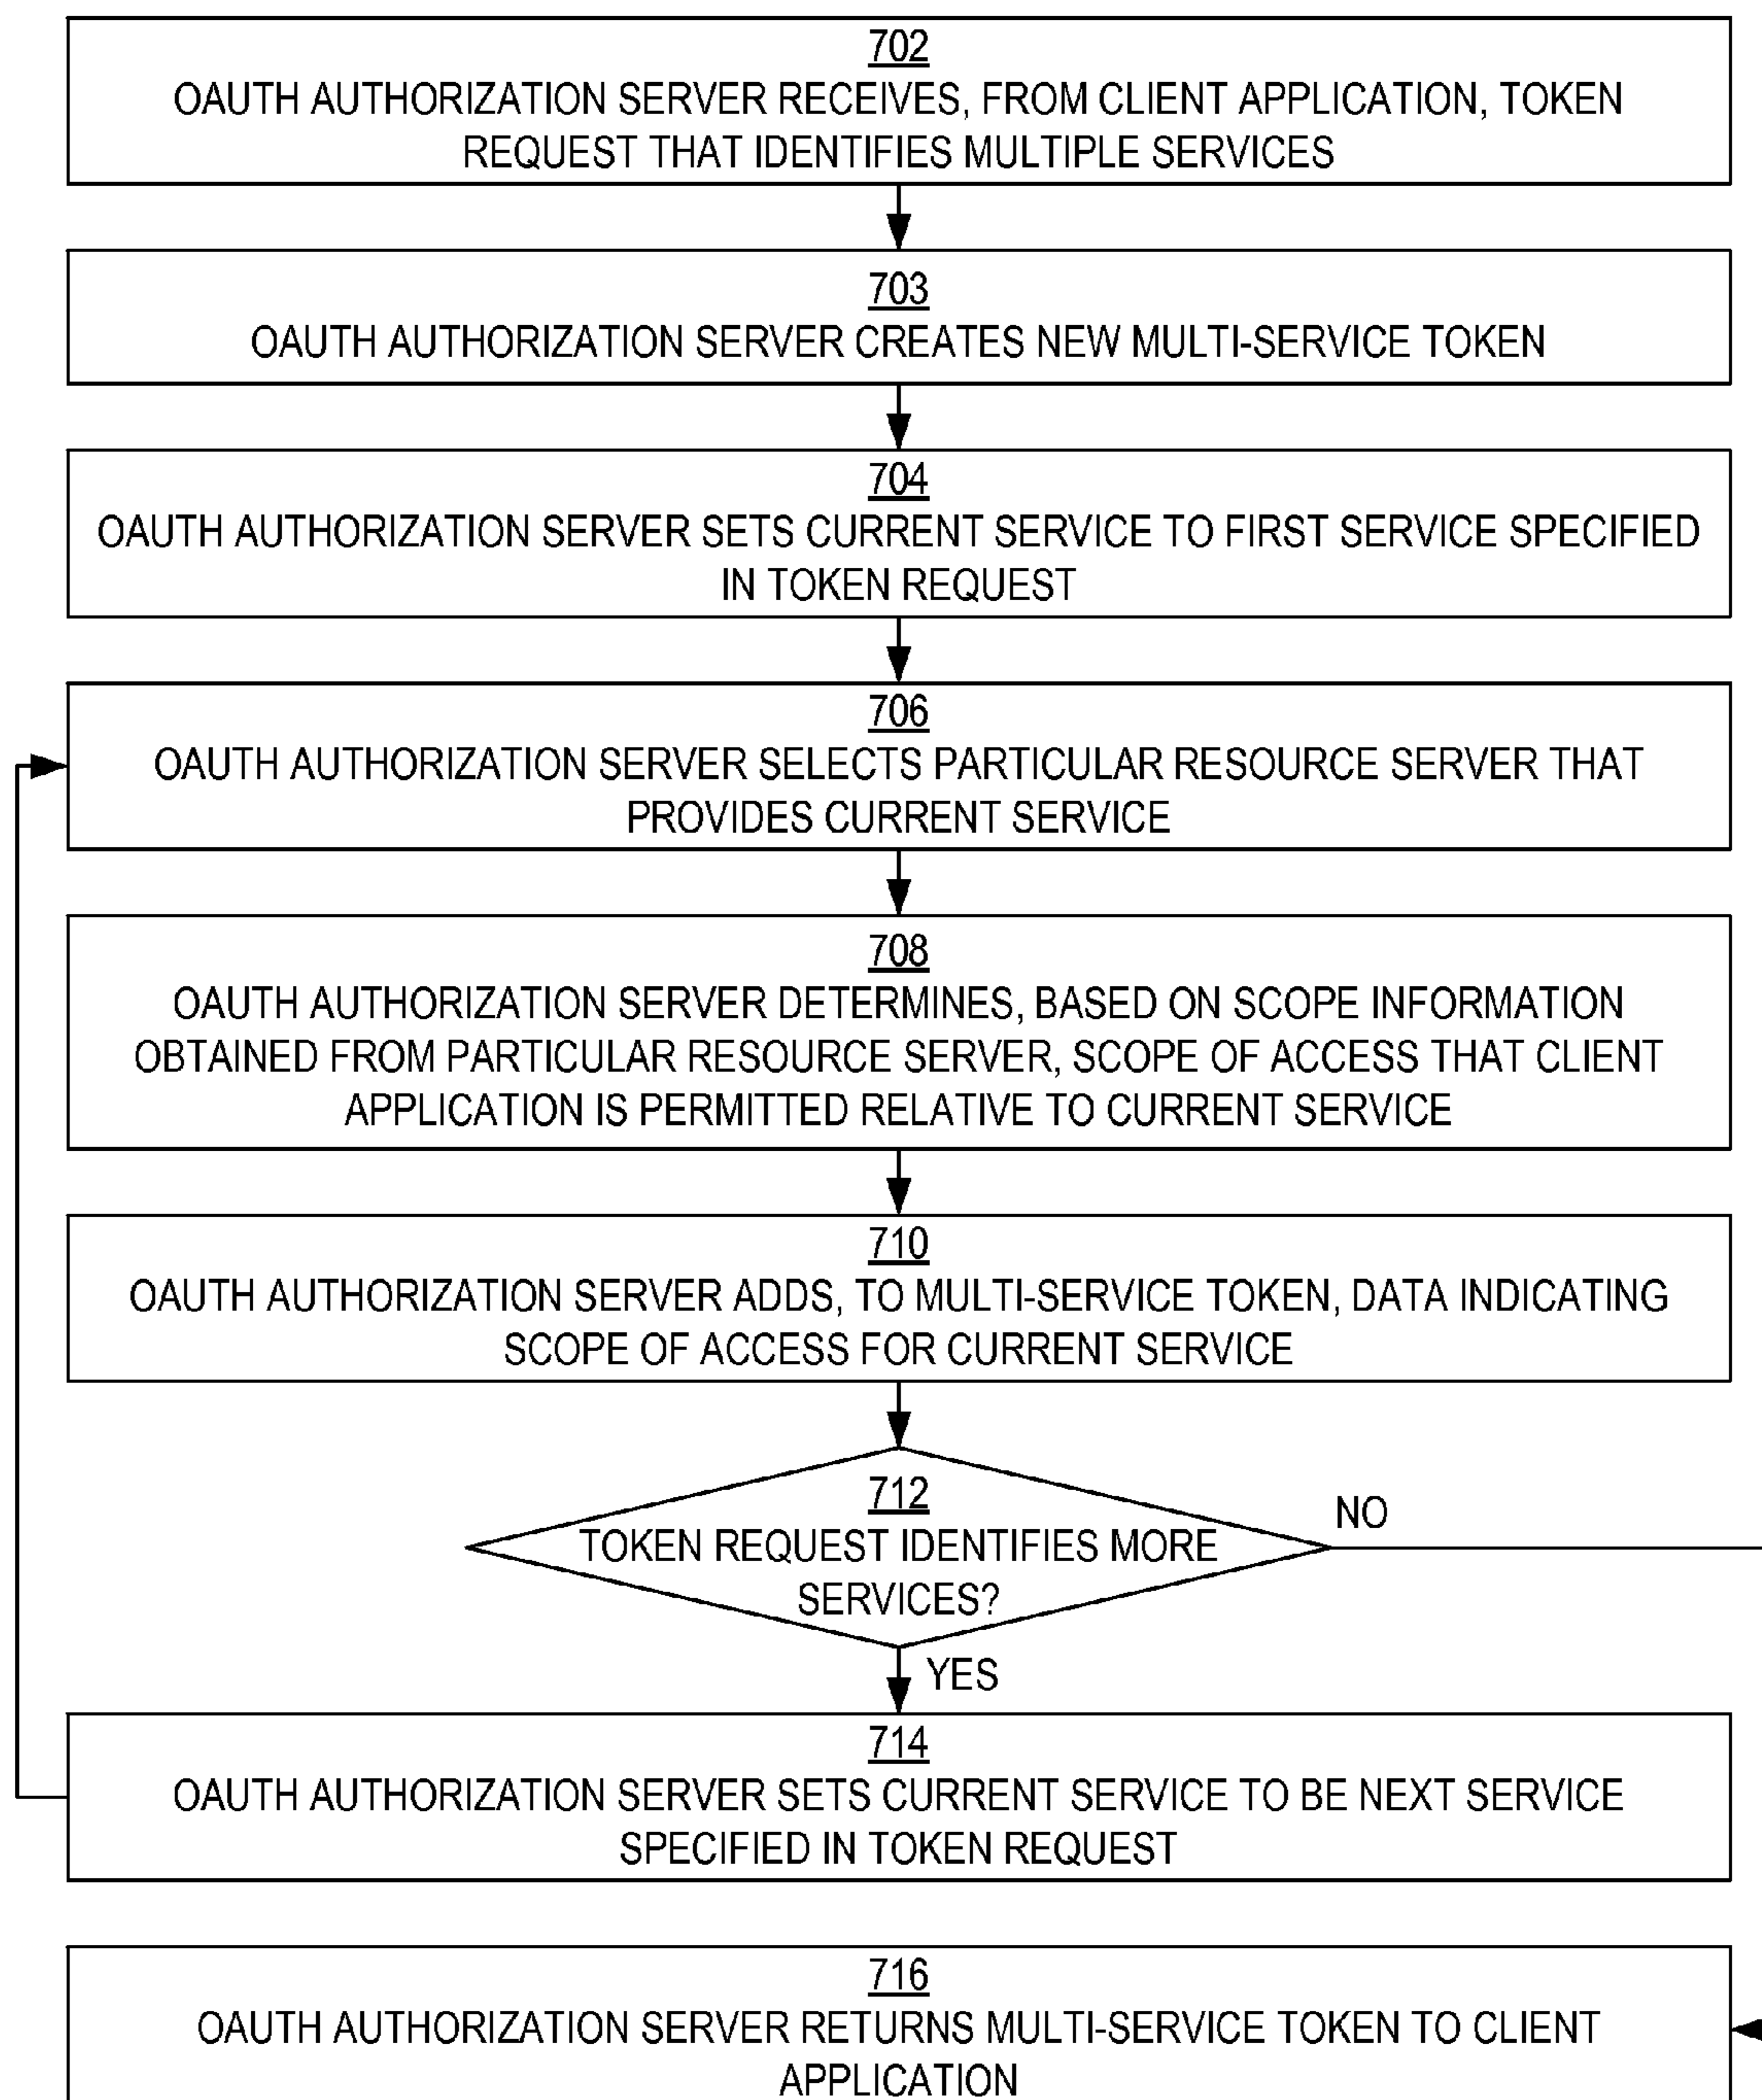 702
OAUTH AUTHORIZATION SERVER RECEIVES, FROM CLIENT APPLICATION, TOKEN
REQUEST THAT IDENTIFIES MULTIPLE SERVICES
703
OAUTH AUTHORIZATION SERVER CREATES NEW MULTI-SERVICE TOKEN
704
OAUTH AUTHORIZATION SERVER SETS CURRENT SERVICE TO FIRST SERVICE SPECIFIED
IN TOKEN REQUEST
706
OAUTH AUTHORIZATION SERVER SELECTS PARTICULAR RESOURCE SERVER THAT
PROVIDES CURRENT SERVICE
708
OAUTH AUTHORIZATION SERVER DETERMINES, BASED ON SCOPE INFORMATION
OBTAINED FROM PARTICULAR RESOURCE SERVER, SCOPE OF ACCESS THAT CLIENT
APPLICATION IS PERMITTED RELATIVE TO CURRENT SERVICE
710
OAUTH AUTHORIZATION SERVER ADDS, TO MULTI-SERVICE TOKEN, DATA INDICATING
SCOPE OF ACCESS FOR CURRENT SERVICE
712
NO
TOKEN REQUEST IDENTIFIES MORE
SERVICES?
YES
714
OAUTH AUTHORIZATION SERVER SETS CURRENT SERVICE TO BE NEXT SERVICE
SPECIFIED IN TOKEN REQUEST
716
OAUTH AUTHORIZATION SERVER RETURNS MULTI-SERVICE TOKEN TO CLIENT
APPLICATION